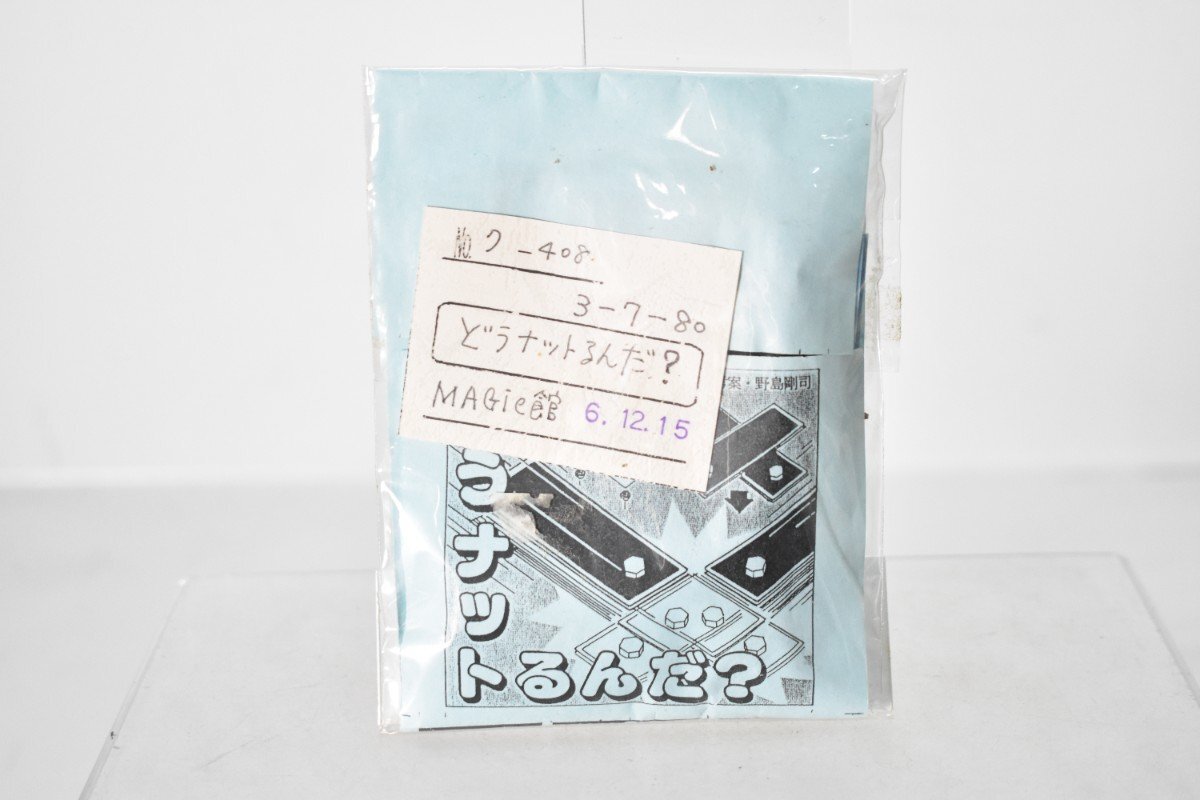 No. ク-408.
3-7-80
どうナットるんだ?
MAGic館 6.12.15
案・野島剛司
うナットるんだ?